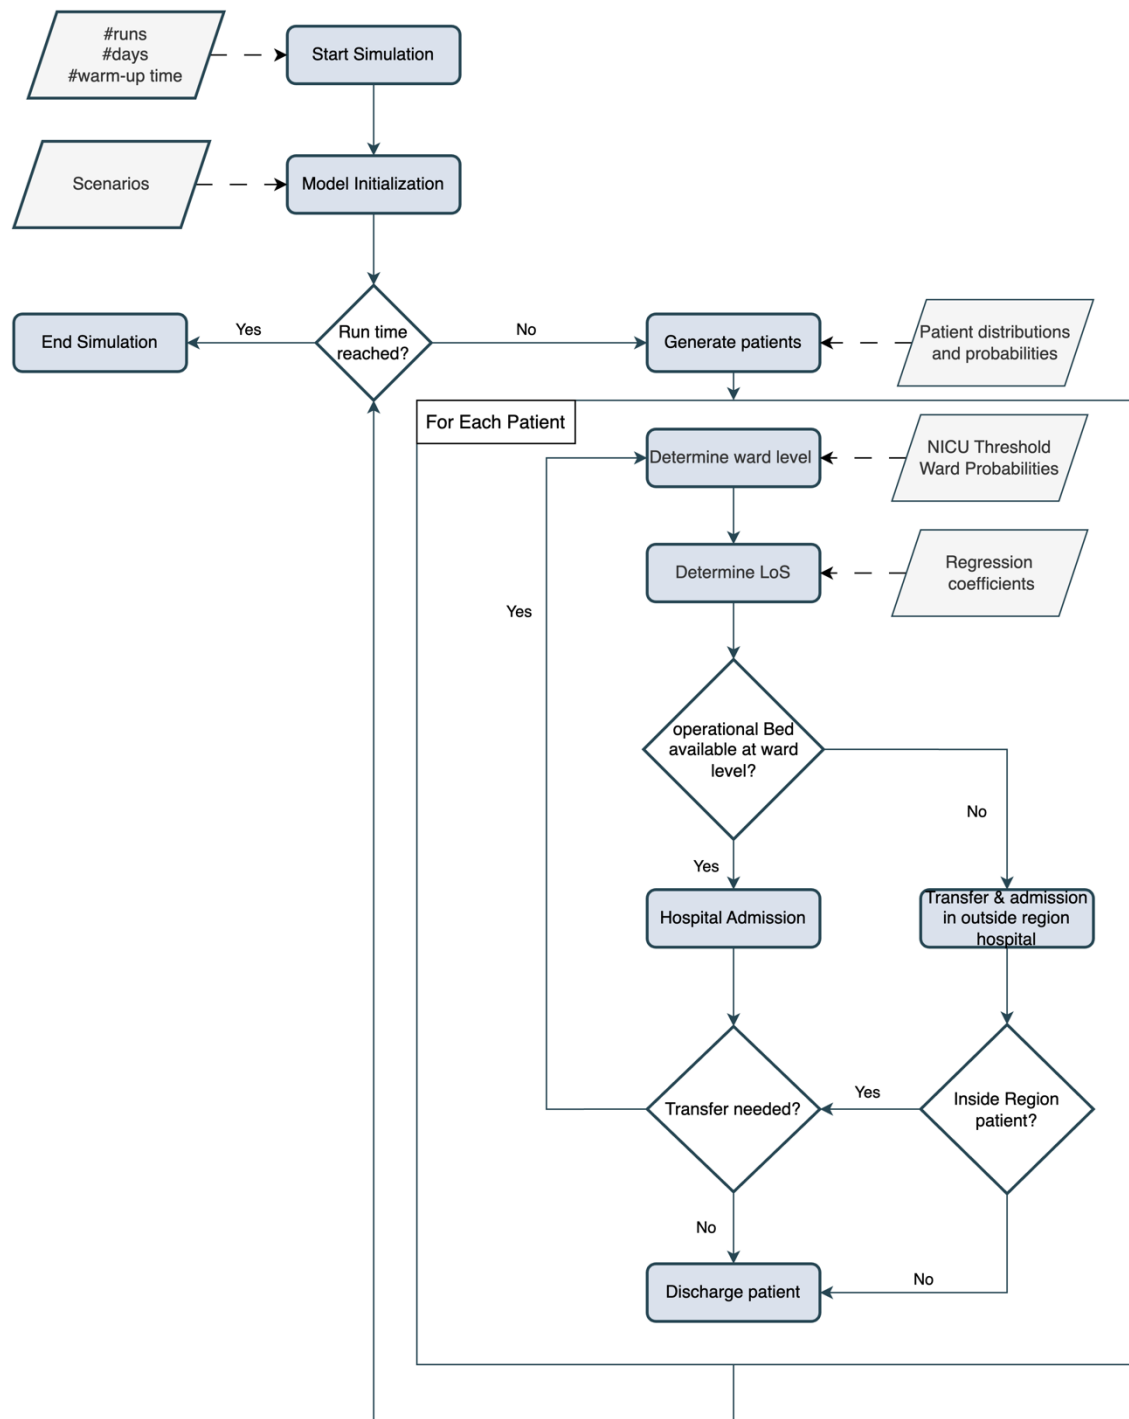 #runs
#days
#warm-up time
Start Simulation
Scenarios
Model Initialization
End Simulation
Yes
Run time
reached?
No
Generate patients
Patient distributions
and probabilities
For Each Patient
Determine ward level
NICU Threshold
Ward Probabilities
Determine LoS
Regression
coefficients
Yes
operational Bed
available at ward
level?
No
Yes
Hospital Admission
Transfer & admission
in outside region
hospital
Transfer needed?
Yes
Inside Region
patient?
No
Discharge patient
No